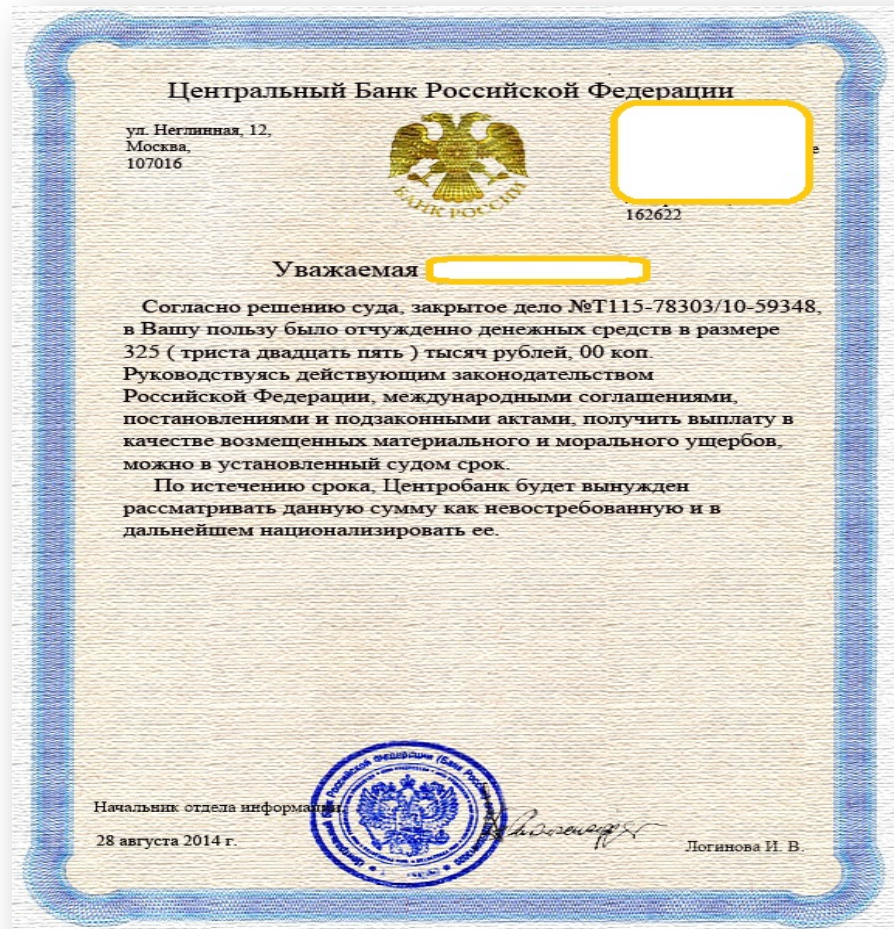 Центральный Банк Российской Федерации
ул. Неглинная, 12,
Москва,
107016
БАНК РОССИИ
е
162622
Уважаемая
Согласно решению суда, закрытое дело №Т115-78303/10-59348,
в Вашу пользу было отчужденно денежных средств в размере
325 ( триста двадцать пять ) тысяч рублей, 00 коп.
Руководствуясь действующим законодательством
Российской Федерации, международными соглашениями,
постановлениями и подзаконными актами, получить выплату в
качестве возмещенных материального и морального ущербов,
можно в установленный судом срок.
По истечению срока, Центробанк будет вынужден
рассматривать данную сумму как невостребованную и в
дальнейшем национализировать ее.
Начальник отдела информации
28 августа 2014 г.
Логинова И. В.